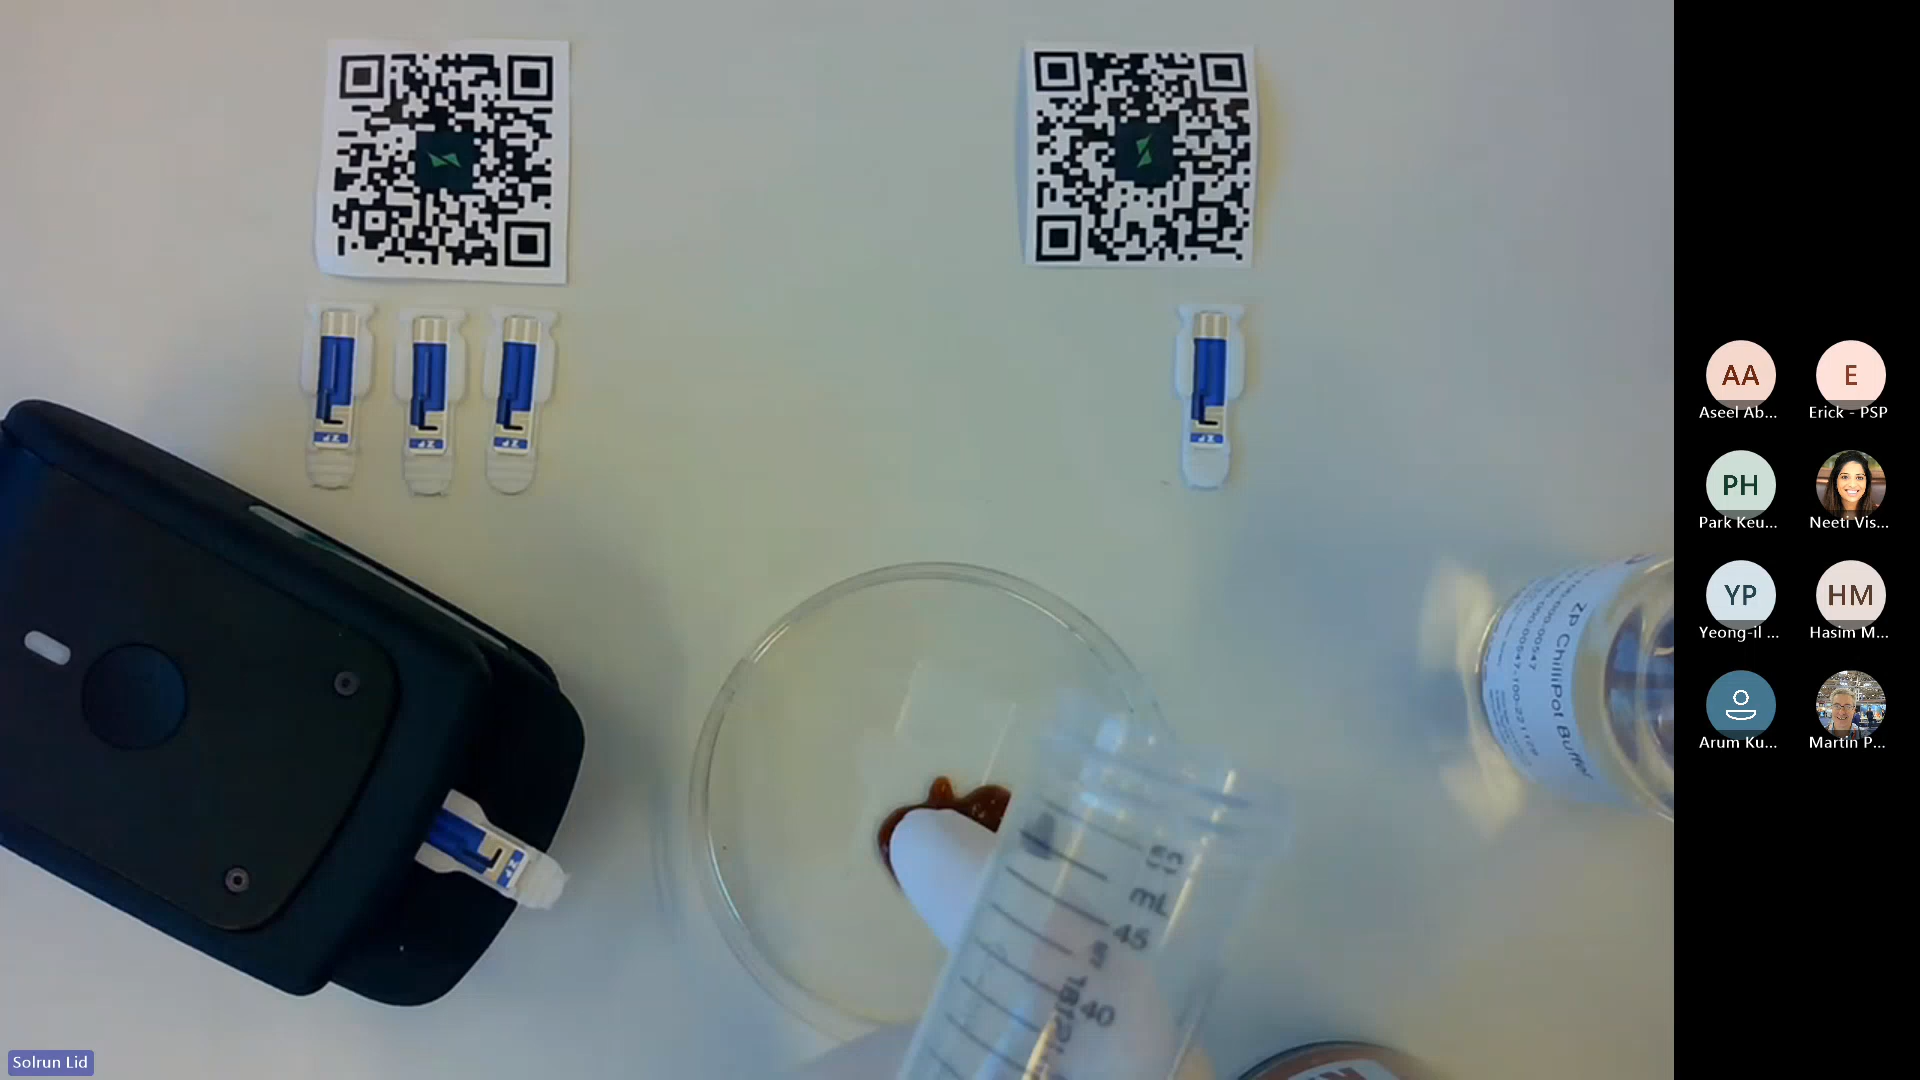 AA
E
Aseel Ab...
Erick - PSP
PH
Park Keu...
Neeti Vis...
YP
HM
Yeong-il ...
Hasim M...
Arum Ku...
Martin P...
ZP ChilliPot Buffer
ZP
ZP
ZP
ZP
ZP
50
mL
45
40
Solrun Lid